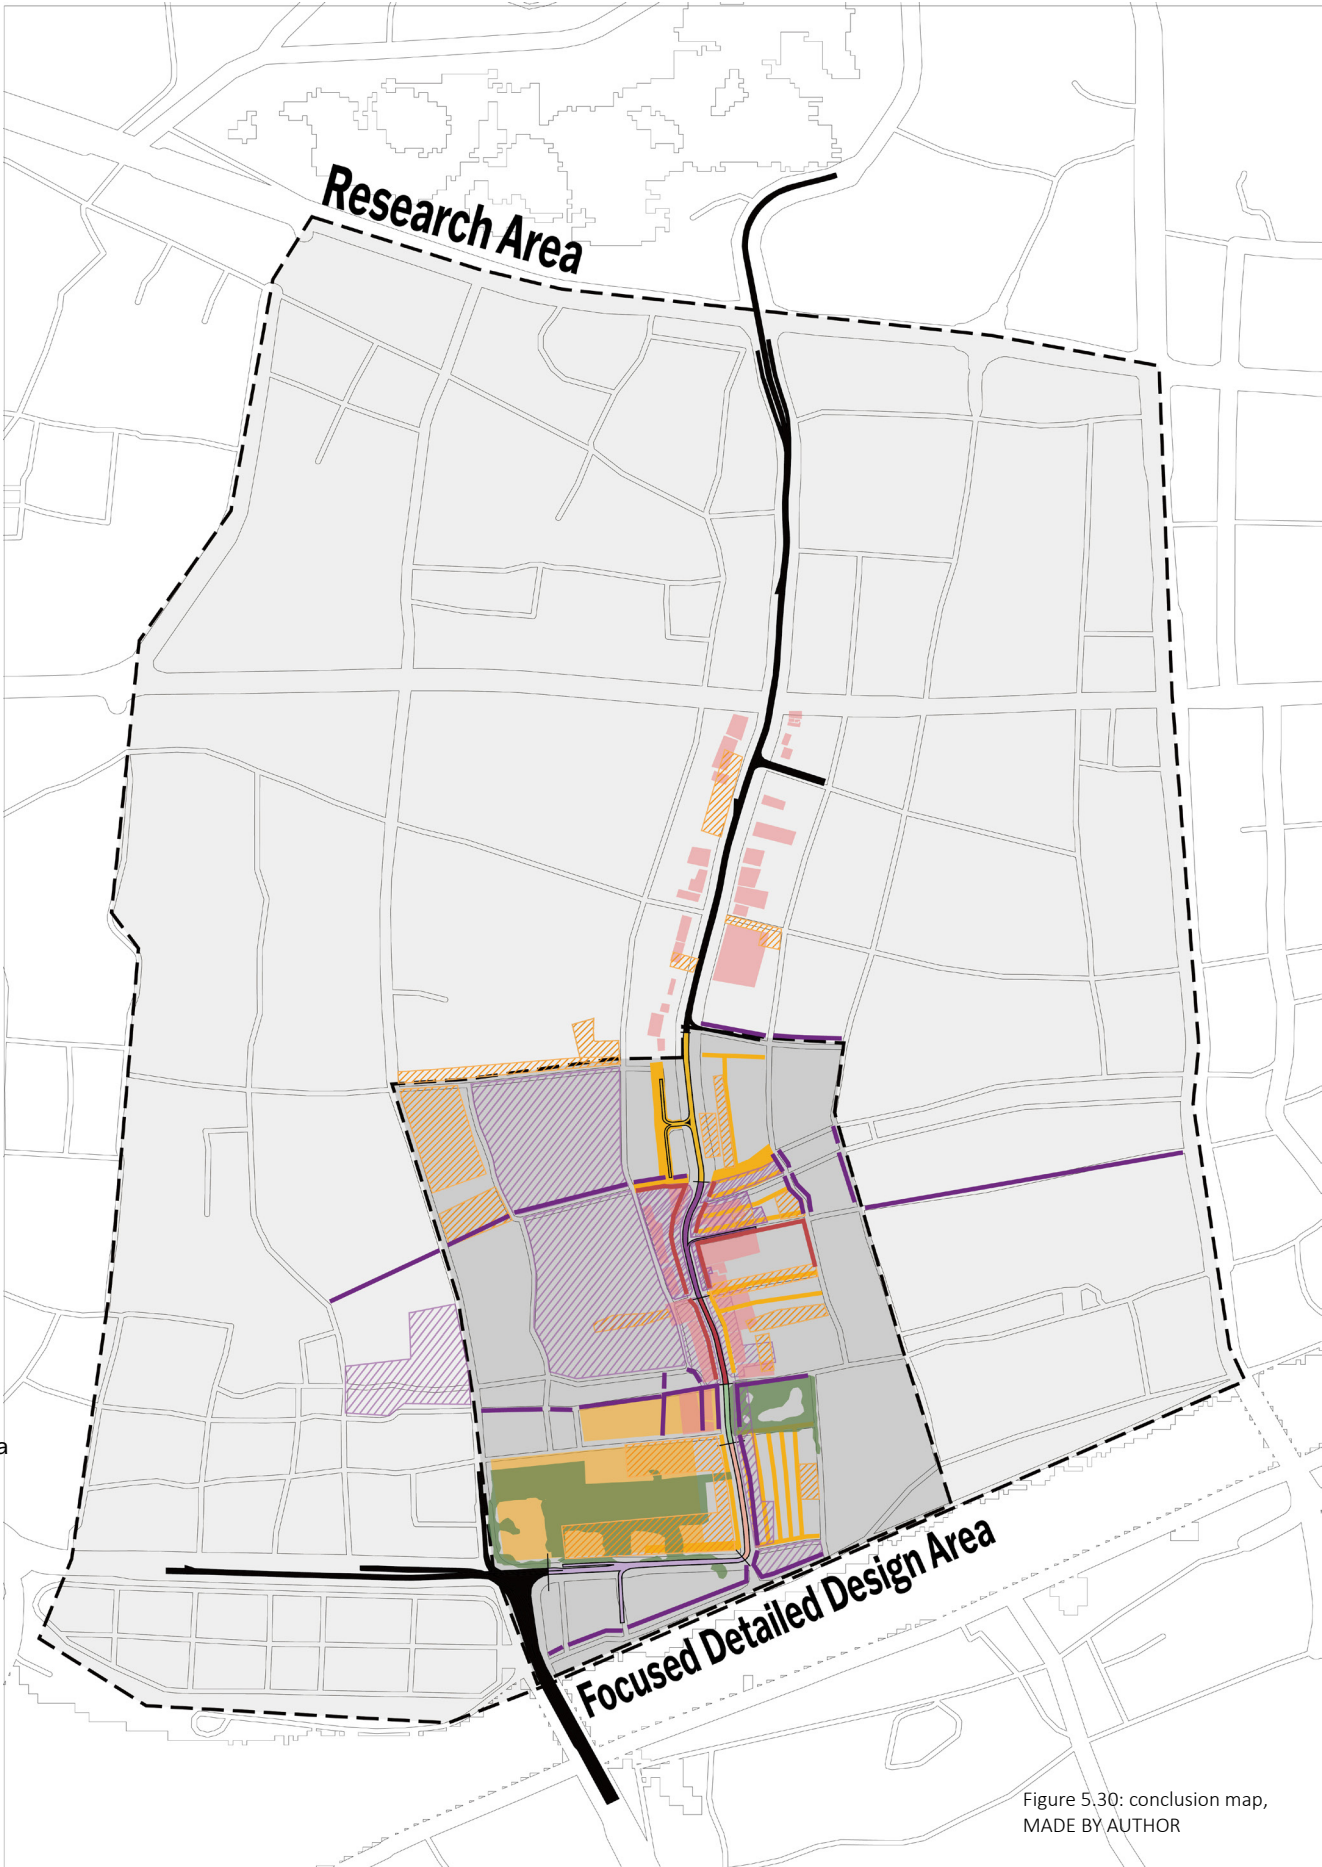 Research Area
a
Focused Detailed Design Area
Figure 5.30: conclusion map,
MADE BY AUTHOR